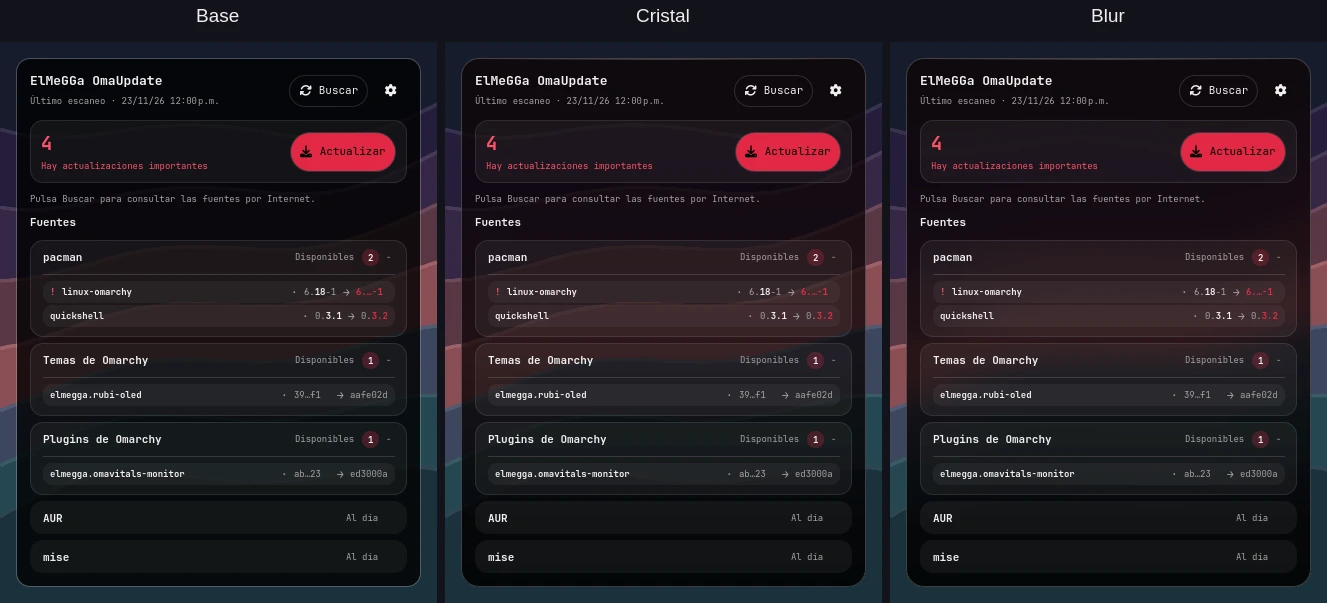 Base
ElMeGGa OmaUpdate
Buscar
Último escaneo · 23/11/26 12:00p.m.
4
Actualizar
Hay actualizaciones importantes
Pulsa Buscar para consultar las fuentes por Internet.
Fuentes
pacman Disponibles 2 -
! linux-omarchy · 6.18-1 → 6.…-1
quickshell · 0.3.1 → 0.3.2
Temas de Omarchy Disponibles 1 -
elmegga.rubi-oled · 39…f1 → aafe02d
Plugins de Omarchy Disponibles 1 -
elmegga.omavitals-monitor · ab…23 → ed3000a
AUR Al día
mise Al día
Cristal
ElMeGGa OmaUpdate
Buscar
Último escaneo · 23/11/26 12:00p.m.
4
Actualizar
Hay actualizaciones importantes
Pulsa Buscar para consultar las fuentes por Internet.
Fuentes
pacman Disponibles 2 -
! linux-omarchy · 6.18-1 → 6.…-1
quickshell · 0.3.1 → 0.3.2
Temas de Omarchy Disponibles 1 -
elmegga.rubi-oled · 39…f1 → aafe02d
Plugins de Omarchy Disponibles 1 -
elmegga.omavitals-monitor · ab…23 → ed3000a
AUR Al día
mise Al día
Blur
ElMeGGa OmaUpdate
Buscar
Último escaneo · 23/11/26 12:00p.m.
4
Actualizar
Hay actualizaciones importantes
Pulsa Buscar para consultar las fuentes por Internet.
Fuentes
pacman Disponibles 2 -
! linux-omarchy · 6.18-1 → 6.…-1
quickshell · 0.3.1 → 0.3.2
Temas de Omarchy Disponibles 1 -
elmegga.rubi-oled · 39…f1 → aafe02d
Plugins de Omarchy Disponibles 1 -
elmegga.omavitals-monitor · ab…23 → ed3000a
AUR Al día
mise Al día